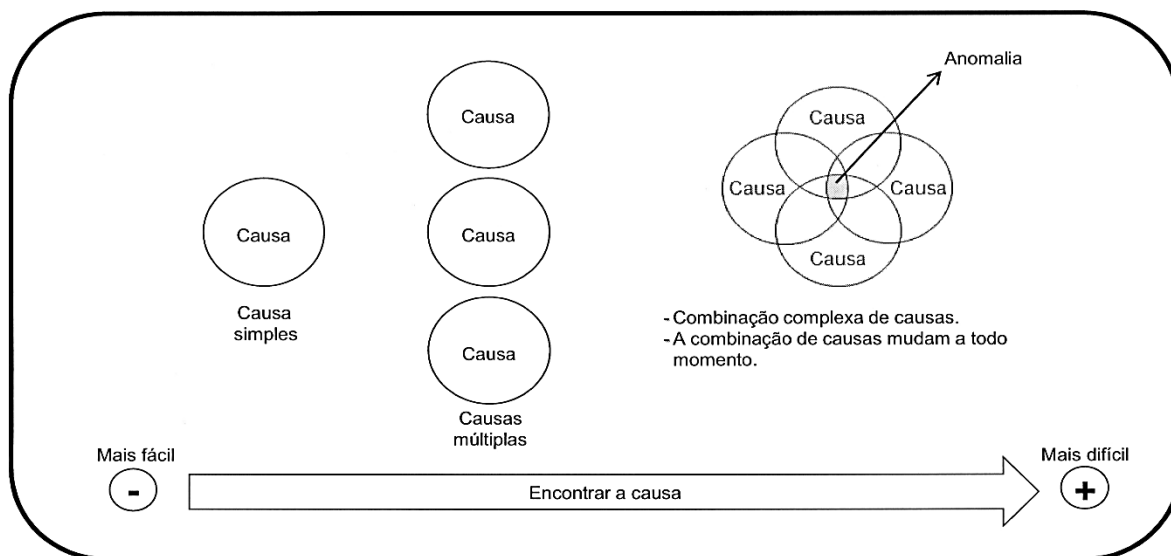 Anomalia
Causa
Causa
Causa
Causa
Causa
Causa
Causa
Causa
Causa
simples
- Combinação complexa de causas.
- A combinação de causas mudam a todo
momento.
Causa
Causas
múltiplas
Mais fácil
Mais difícil
-
Encontrar a causa
+